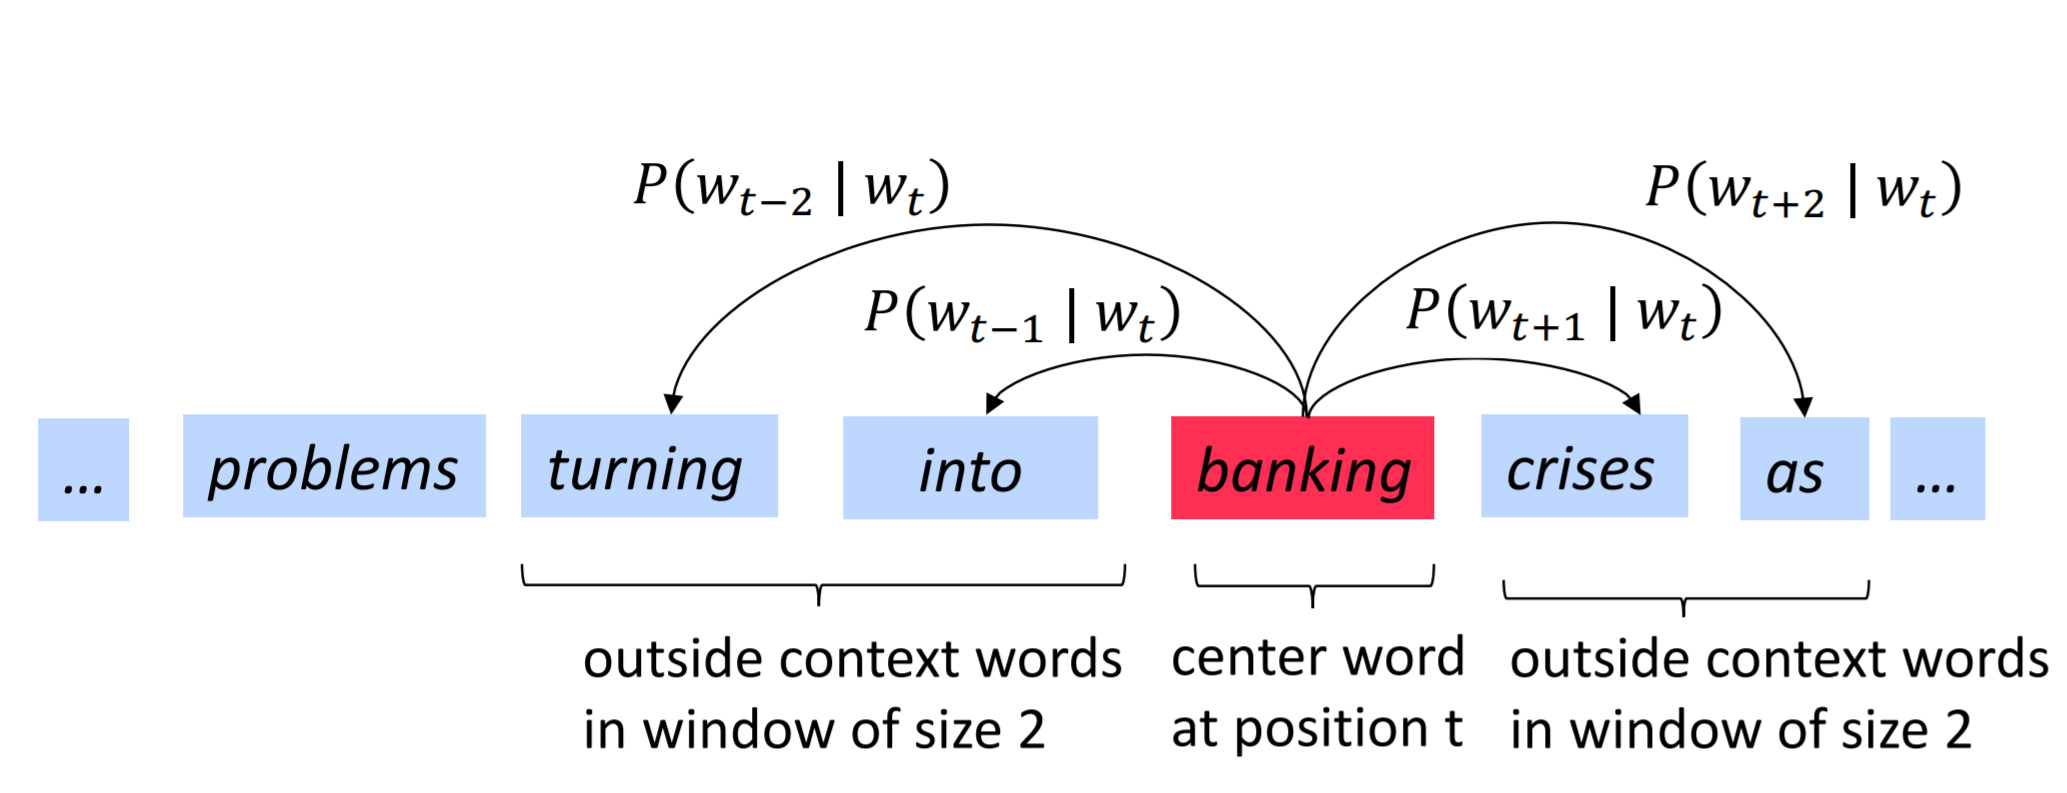 P(w_{t−2} | w_t)
P(w_{t+2} | w_t)
P(w_{t−1} | w_t)
P(w_{t+1} | w_t)
... problems turning into banking crises as ...
outside context words
in window of size 2
center word
at position t
outside context words
in window of size 2